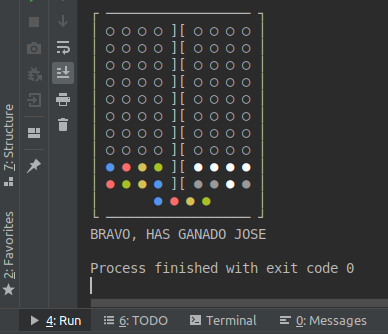 ○ ○ ○ ○ ][ ○ ○ ○ ○
○ ○ ○ ○ ][ ○ ○ ○ ○
○ ○ ○ ○ ][ ○ ○ ○ ○
○ ○ ○ ○ ][ ○ ○ ○ ○
○ ○ ○ ○ ][ ○ ○ ○ ○
○ ○ ○ ○ ][ ○ ○ ○ ○
○ ○ ○ ○ ][ ○ ○ ○ ○
○ ○ ○ ○ ][ ○ ○ ○ ○
● ● ● ● ][ ● ● ● ●
● ● ● ● ][ ● ● ● ●
● ● ● ●
BRAVO, HAS GANADO JOSE
Process finished with exit code 0
7: Structure
2: Favorites
4: Run
6: TODO
Terminal
0: Messages